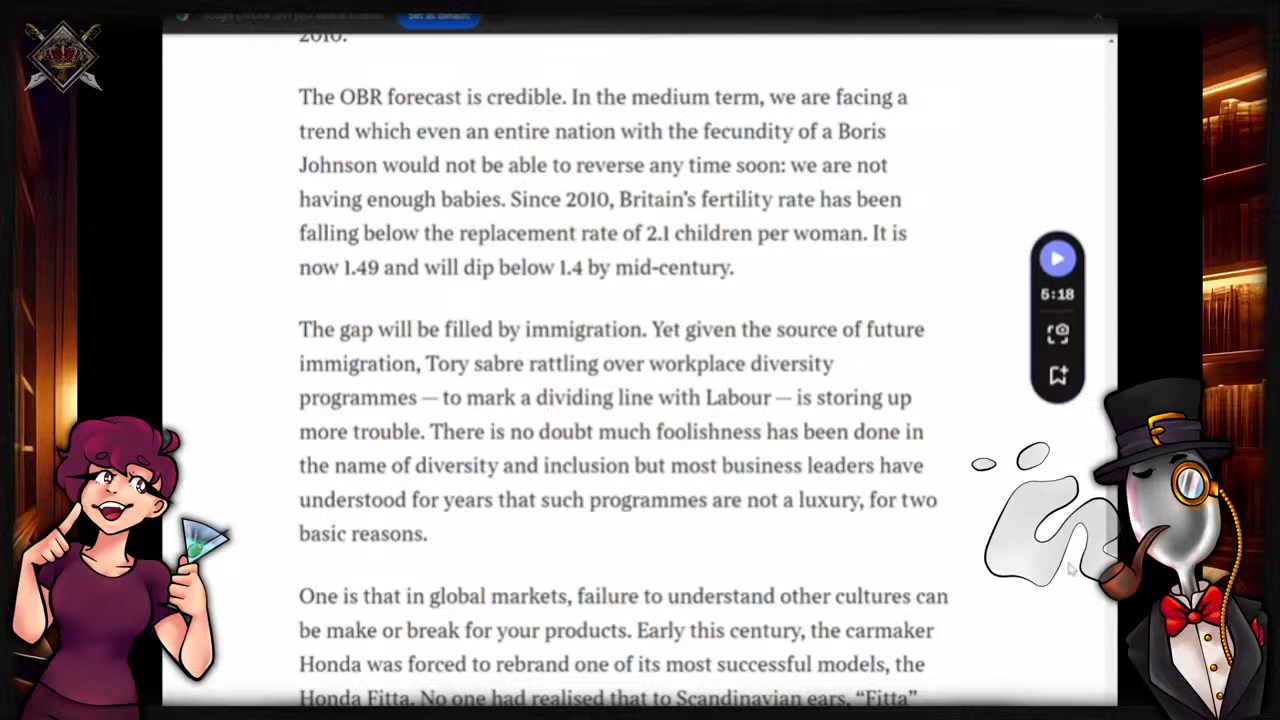 2010.
The OBR forecast is credible. In the medium term, we are facing a
trend which even an entire nation with the fecundity of a Boris
Johnson would not be able to reverse any time soon: we are not
having enough babies. Since 2010, Britain's fertility rate has been
falling below the replacement rate of 2.1 children per woman. It is
now 1.49 and will dip below 1.4 by mid-century.
The gap will be filled by immigration. Yet given the source of future
immigration, Tory sabre rattling over workplace diversity
programmes — to mark a dividing line with Labour — is storing up
more trouble. There is no doubt much foolishness has been done in
the name of diversity and inclusion but most business leaders have
understood for years that such programmes are not a luxury, for two
basic reasons.
One is that in global markets, failure to understand other cultures can
be make or break for your products. Early this century, the carmaker
Honda was forced to rebrand one of its most successful models, the
Honda Fitta. No one had realised that to Scandinavian ears, “Fitta”
5:18